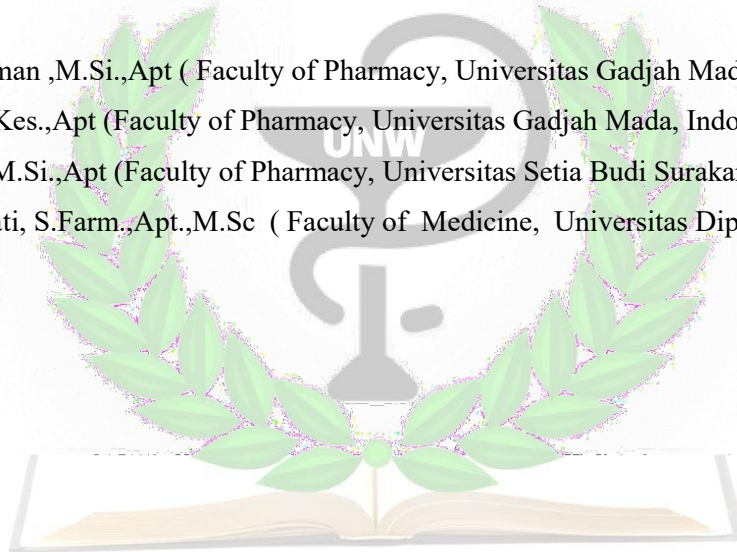 man ,M.Si.,Apt ( Faculty of Pharmacy, Universitas Gadjah Mad
Kes.,Apt (Faculty of Pharmacy, Universitas Gadjah Mada, Indo
UNW
M.Si.,Apt (Faculty of Pharmacy, Universitas Setia Budi Suraka
ti, S.Farm.,Apt.,M.Sc ( Faculty of Medicine, Universitas Dip